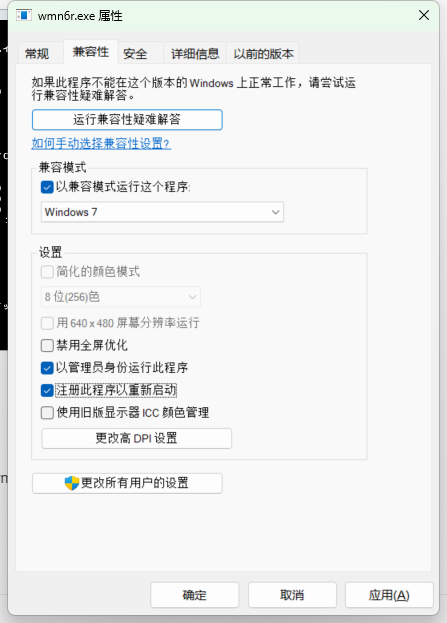 wmn6r.exe 属性
常规
兼容性
安全
详细信息
以前的版本
如果此程序不能在这个版本的 Windows 上正常工作，请尝试运
行兼容性疑难解答。
运行兼容性疑难解答
如何手动选择兼容性设置?
兼容模式
以兼容模式运行这个程序:
Windows 7
设置
简化的颜色模式
8 位(256)色
用 640 x 480 屏幕分辨率运行
禁用全屏优化
以管理员身份运行此程序
注册此程序以重新启动
使用旧版显示器 ICC 颜色管理
更改高 DPI 设置
更改所有用户的设置
确定
取消
应用(A)